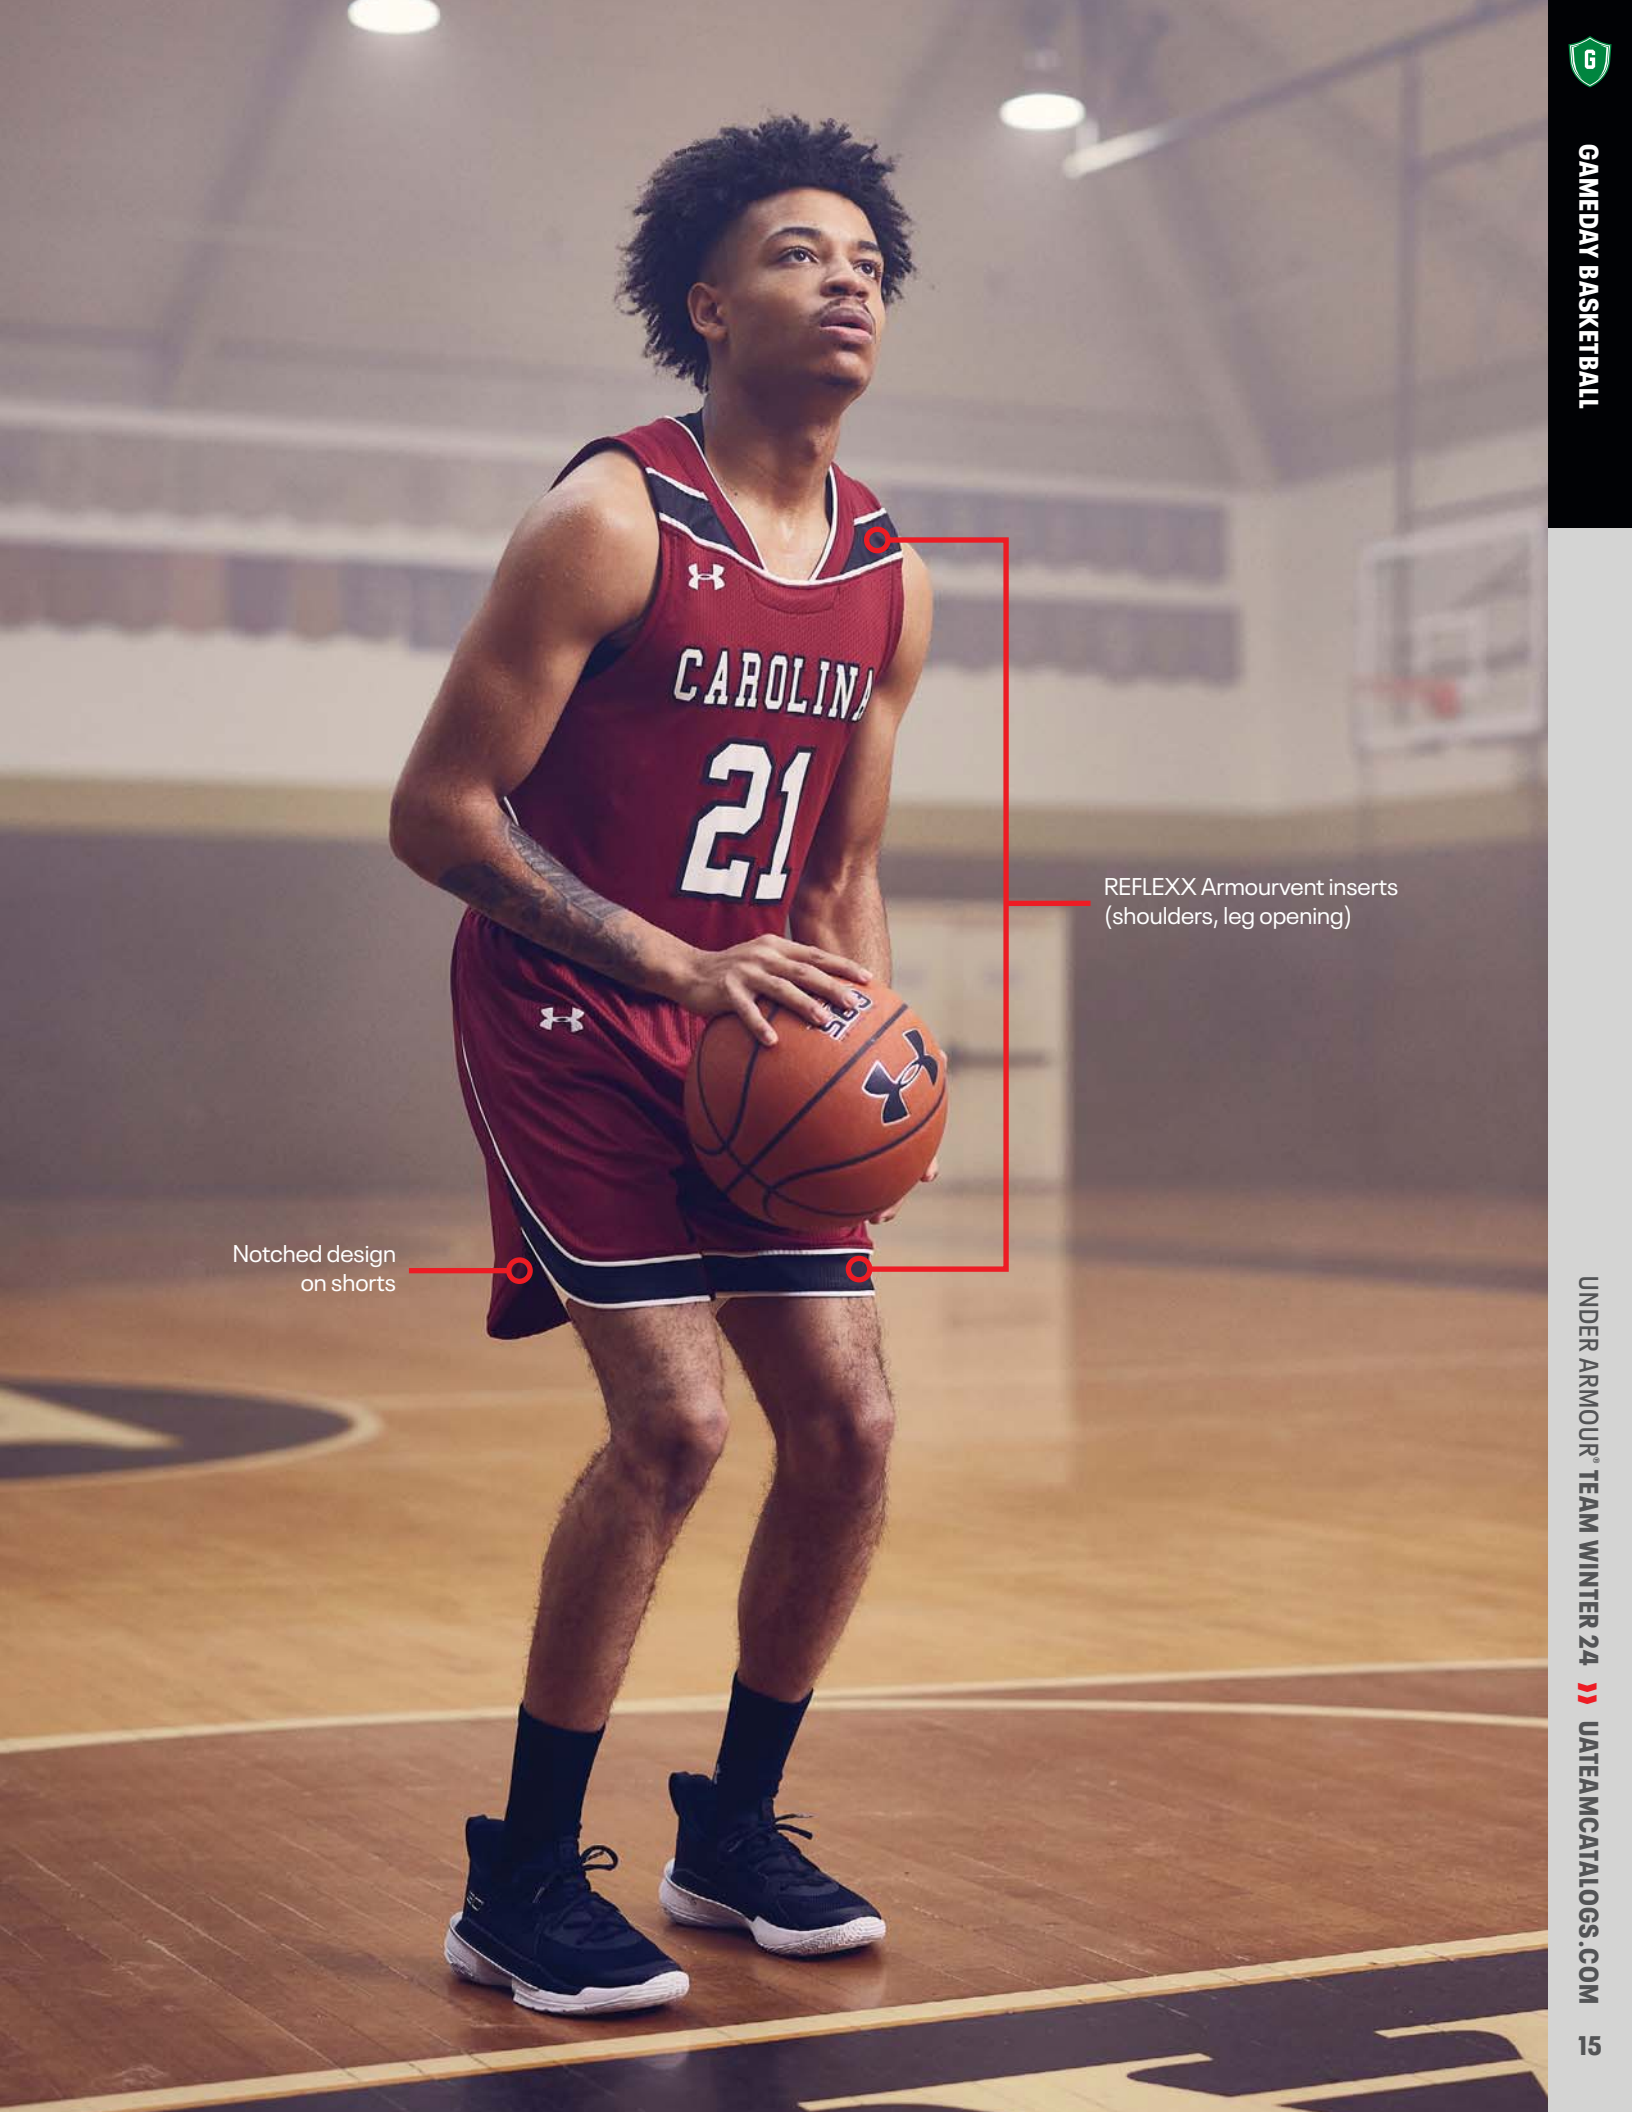 G
GAMEDAY BASKETBALL
CAROLINA
21
REFLEXX Armourvent inserts
(shoulders, leg opening)
Notched design
on shorts
UNDER ARMOUR® TEAM WINTER 24 UATEAMCATALOGS.COM
15